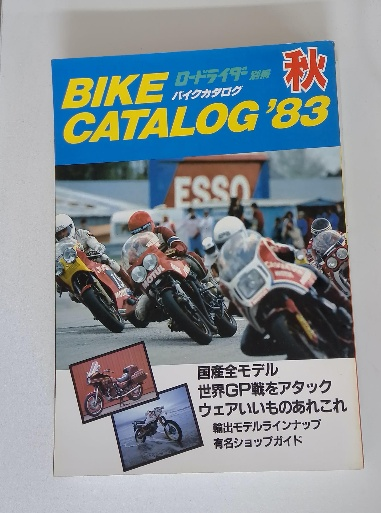 ロードライダー別冊
秋
BIKE
バイクカタログ
CATALOG '83
ESSO
国産全モデル
世界GP戦をアタック
ウェアいいものあれこれ
輸出モデルラインナップ
有名ショップガイド